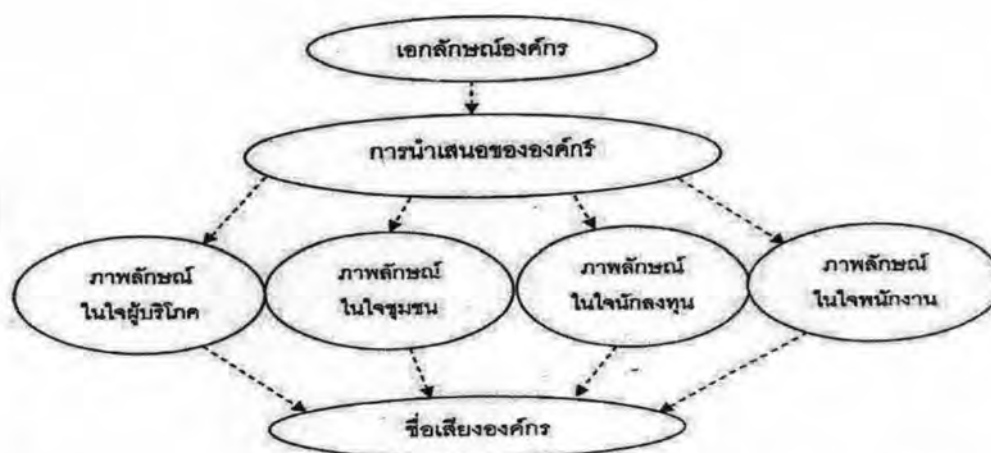 เอกลักษณ์องค์กร
การนำเสนอขององค์กร
ภาพลักษณ์
ในใจผู้บริโภค
ภาพลักษณ์
ในใจชุมชน
ภาพลักษณ์
ในใจนักลงทุน
ภาพลักษณ์
ในใจพนักงาน
ชื่อเสียงองค์กร